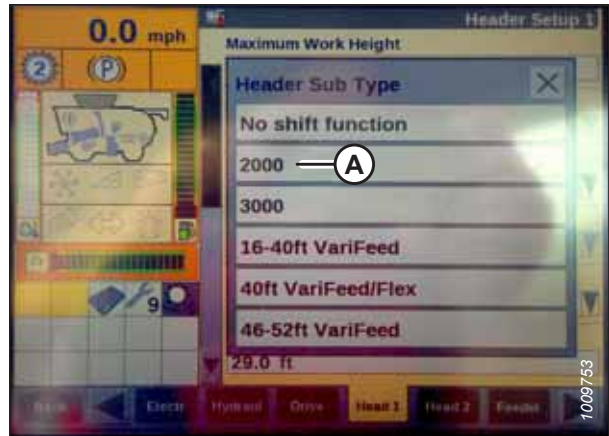 0.0 mph
Header Setup 1
Maximum Work Height
2
(P)
Header Sub Type
No shift function
2000
A
3000
16-40ft VariFeed
40ft VariFeed/Flex
46-52ft VariFeed
9
29.0 ft
Back
Electr
Hydraul
Drive
Head 1
Head 2
Feeder
1009753